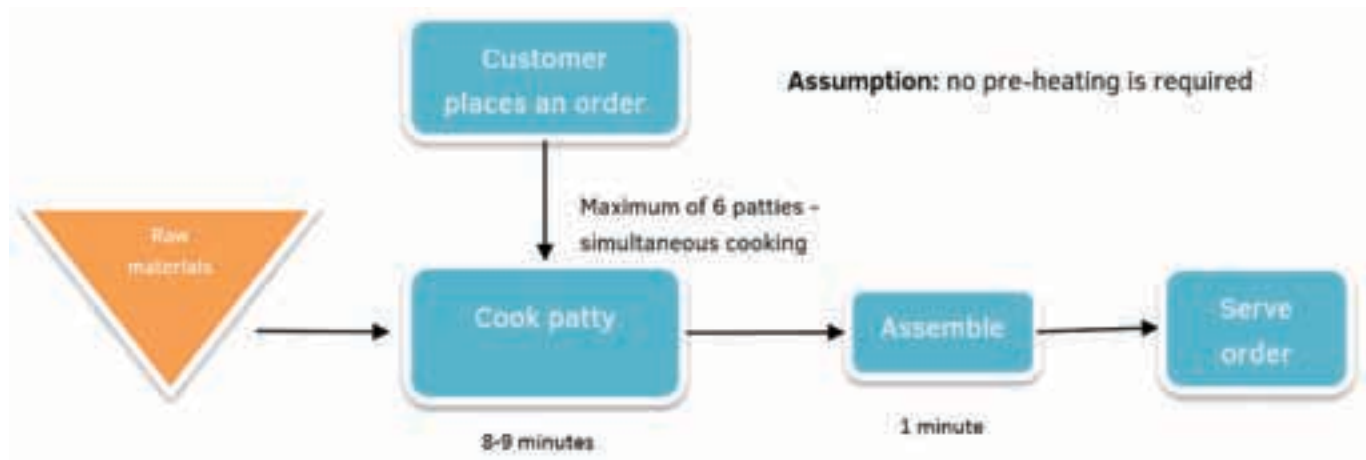 Customer
places an order
Assumption: no pre-heating is required
Maximum of 6 patties -
simultaneous cooking
Raw
materials
Cook patty
Assemble
Serve
order
8-9 minutes
1 minute